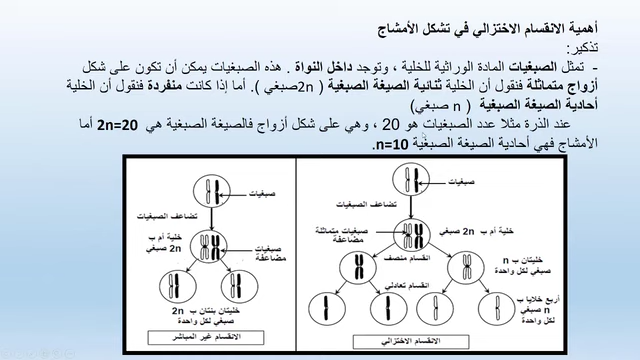 أهمية الانقسام الاختزالي في تشكل الأمشاج
تذكير:
- تمثل الصبغيات المادة الوراثية للخلية ، وتوجد داخل النواة . هذه الصبغيات يمكن أن تكون على شكل
أزواج متماثلة فنقول أن الخلية ثنائية الصيغة الصبغية ( 2n صبغي ). أما إذا كانت منفردة فنقول أن الخلية
أحادية الصيغة الصبغية ( n صبغي)
عند الذرة مثلا عدد الصبغيات هو 20 ، وهي على شكل أزواج فالصيغة الصبغية هي 2n=20 أما
الأمشاج فهي أحادية الصيغة الصبغية n=10.
صبغيات
تضاعف الصبغيات
خلية أم ب 2n صبغي
صبغيات متماثلة
مضاعفة
انقسام منصف
خليتان ب n
صبغي لكل واحدة
انقسام تعادلي
أربع خلايا ب
n صبغي
لكل واحدة
الانقسام الاختزالي
صبغيات
تضاعف الصبغيات
خلية أم ب
2n صبغي
صبغيات
مضاعفة
خليتان بنتان ب 2n
صبغي لكل واحدة
الانقسام غير المباشر